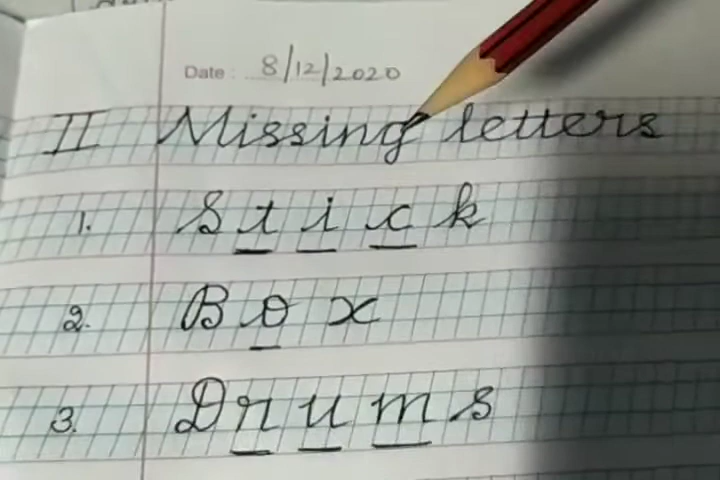 Date : 8/12/2020
II Missing letters
1. Stick
2. Box
3. Drums